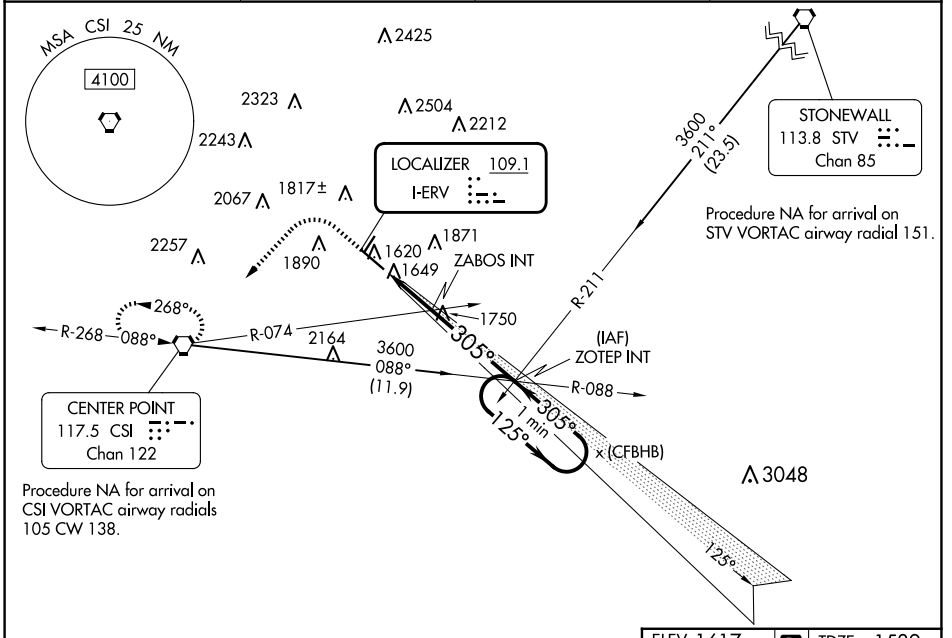 MSA CSI 25 NM
4100
2425
2323
2504
2212
2243
LOCALIZER 109.1
I-ERV
3600
211°
(23.5)
STONEWALL
113.8 STV
Chan 85
Procedure NA for arrival on
STV VORTAC airway radial 151.
2067
1817±
2257
1890
1620
1871
1649
ZABOS INT
1750
R-211
268°
R-268
088°
R-074
2164
3600
088°
(11.9)
305°
(IAF)
ZOTEP INT
R-088
CENTER POINT
117.5 CSI
Chan 122
305°
1 min
125°
x (CFBHB)
3048
Procedure NA for arrival on
CSI VORTAC airway radials
105 CW 138.
125°